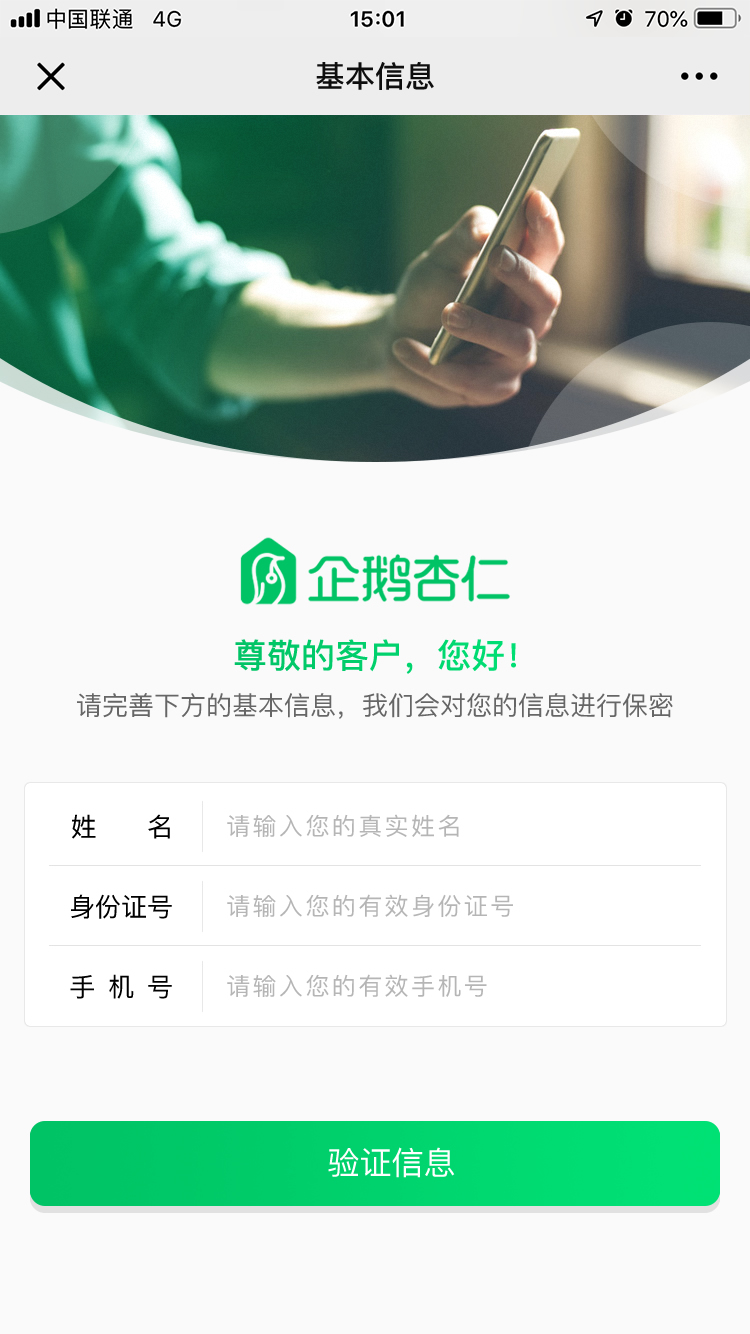 中国联通 4G 15:01 70%
基本信息
企鹅杏仁
尊敬的客户，您好！
请完善下方的基本信息，我们会对您的信息进行保密
姓 名 请输入您的真实姓名
身份证号 请输入您的有效身份证号
手 机 号 请输入您的有效手机号
验证信息